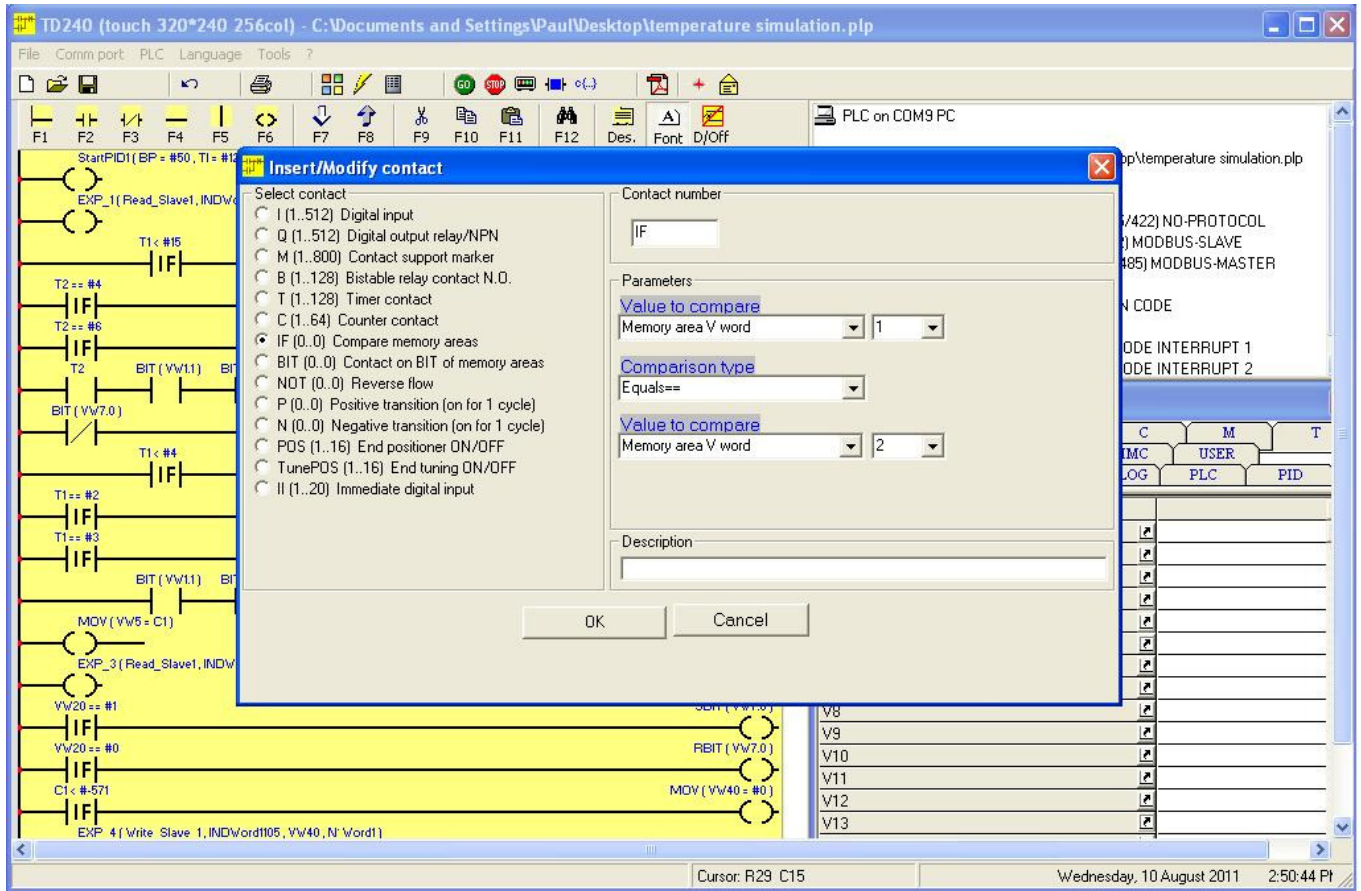 TD240 (touch 320*240 256col) - C:\Documents and Settings\Paul\Desktop\temperature simulation.plp
File Comm port PLC Language Tools ?
GO STOP
F1 F2 F3 F4 F5 F6 F7 F8 F9 F10 F11 F12 Des. Font D/Off
PLC on COM9 PC
StartPID1( BP = #50, TI = #12
op\temperature simulation.plp
EXP_1( Read_Slave1, INDWo
5/422) NO-PROTOCOL
T1 < #15
2) MODBUS-SLAVE
IF
485) MODBUS-MASTER
T2 == #4
IF
N CODE
T2 == #6
IF
ODE INTERRUPT 1
T2 BIT ( VW1.1) BI
ODE INTERRUPT 2
BIT ( VW7.0 )
T1 < #4
IF
T1 == #2
IF
T1 == #3
IF
BIT ( VW1.1) BI
MOV ( VW5 = C1)
EXP_3 ( Read_Slave1, INDW
VW20 == #1
IF
VW20 == #0
RBIT ( VW7.0 )
IF
C1 < #-571
MOV ( VW40 = #0 )
IF
EXP_4 ( Write_Slave_1, INDWord1105, VW40, N' Word1 )
Insert/Modify contact
Select contact
I (1..512) Digital input
Q (1..512) Digital output relay/NPN
M (1..800) Contact support marker
B (1..128) Bistable relay contact N.O.
T (1..128) Timer contact
C (1..64) Counter contact
IF (0..0) Compare memory areas
BIT (0..0) Contact on BIT of memory areas
NOT (0..0) Reverse flow
P (0..0) Positive transition (on for 1 cycle)
N (0..0) Negative transition (on for 1 cycle)
POS (1..16) End positioner ON/OFF
TunePOS (1..16) End tuning ON/OFF
II (1..20) Immediate digital input
Contact number
IF
Parameters
Value to compare
Memory area V word 1
Comparison type
Equals==
Value to compare
Memory area V word 2
Description
OK Cancel
C M T
MC USER
LOG PLC PID
V8
V9
V10
V11
V12
V13
Cursor: R29 C15
Wednesday, 10 August 2011
2:50:44 P